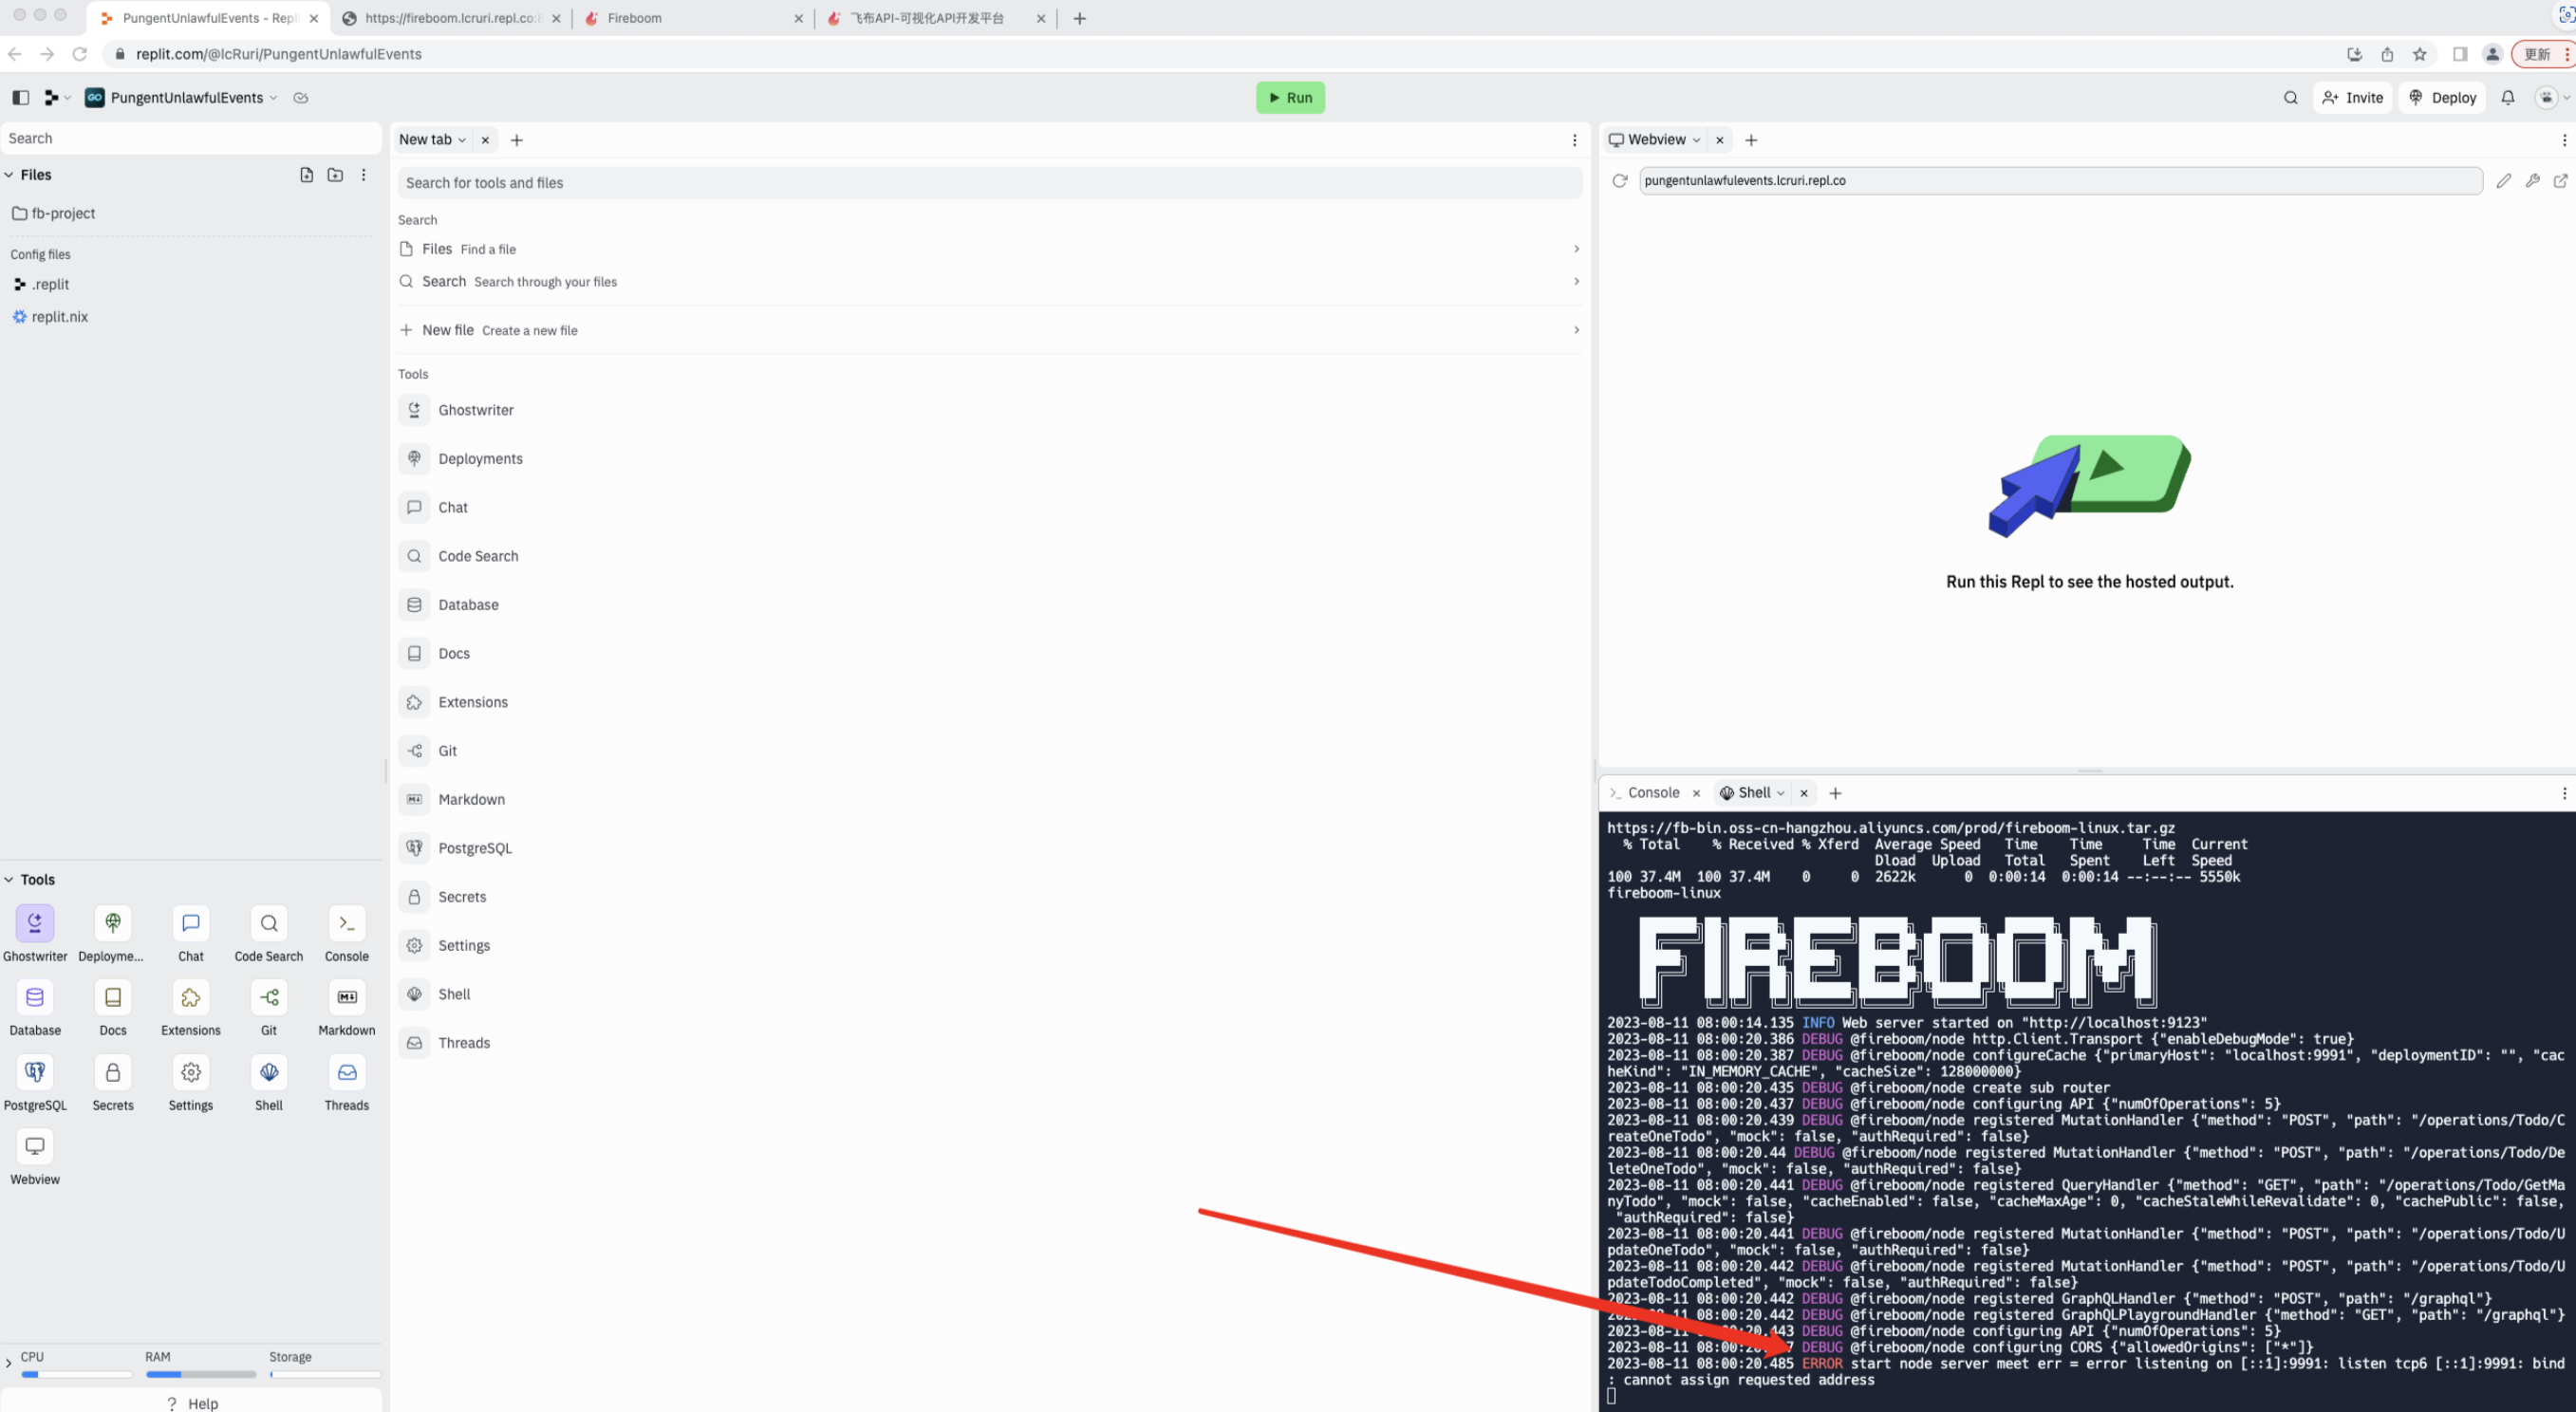 PungentUnlawfulEvents - Repl
https://fireboom.lcruri.repl.co:
Fireboom
飞布API-可视化API开发平台
replit.com/@lcRuri/PungentUnlawfulEvents
更新
GO PungentUnlawfulEvents
Run
Invite
Deploy
Search
Files
fb-project
Config files
.replit
replit.nix
Tools
Ghostwriter
Deployme...
Chat
Code Search
Console
Database
Docs
Extensions
Git
Markdown
PostgreSQL
Secrets
Settings
Shell
Threads
Webview
CPU
RAM
Storage
? Help
New tab
Search for tools and files
Search
Files Find a file
Search Search through your files
New file Create a new file
Tools
Ghostwriter
Deployments
Chat
Code Search
Database
Docs
Extensions
Git
Markdown
PostgreSQL
Secrets
Settings
Shell
Threads
Webview
pungentunlawfulevents.lcruri.repl.co
Run this Repl to see the hosted output.
Console
Shell
https://fb-bin.oss-cn-hangzhou.aliyuncs.com/prod/fireboom-linux.tar.gz
% Total % Received % Xferd Average Speed Time Time Time Current
Dload Upload Total Spent Left Speed
100 37.4M 100 37.4M 0 0 2622k 0 0:00:14 0:00:14 --:--:-- 5550k
fireboom-linux
FIREBOOM
2023-08-11 08:00:14.135 INFO Web server started on "http://localhost:9123"
2023-08-11 08:00:20.386 DEBUG @fireboom/node http.Client.Transport {"enableDebugMode": true}
2023-08-11 08:00:20.387 DEBUG @fireboom/node configureCache {"primaryHost": "localhost:9991", "deploymentID": "", "cac
heKind": "IN_MEMORY_CACHE", "cacheSize": 128000000}
2023-08-11 08:00:20.435 DEBUG @fireboom/node create sub router
2023-08-11 08:00:20.437 DEBUG @fireboom/node configuring API {"numOfOperations": 5}
2023-08-11 08:00:20.439 DEBUG @fireboom/node registered MutationHandler {"method": "POST", "path": "/operations/Todo/C
reateOneTodo", "mock": false, "authRequired": false}
2023-08-11 08:00:20.44 DEBUG @fireboom/node registered MutationHandler {"method": "POST", "path": "/operations/Todo/De
leteOneTodo", "mock": false, "authRequired": false}
2023-08-11 08:00:20.441 DEBUG @fireboom/node registered QueryHandler {"method": "GET", "path": "/operations/Todo/GetMa
nyTodo", "mock": false, "cacheEnabled": false, "cacheMaxAge": 0, "cacheStaleWhileRevalidate": 0, "cachePublic": false,
"authRequired": false}
2023-08-11 08:00:20.441 DEBUG @fireboom/node registered MutationHandler {"method": "POST", "path": "/operations/Todo/U
pdateOneTodo", "mock": false, "authRequired": false}
2023-08-11 08:00:20.442 DEBUG @fireboom/node registered MutationHandler {"method": "POST", "path": "/operations/Todo/U
pdateTodoCompleted", "mock": false, "authRequired": false}
2023-08-11 08:00:20.442 DEBUG @fireboom/node registered GraphQLHandler {"method": "POST", "path": "/graphql"}
2023-08-11 08:00:20.442 DEBUG @fireboom/node registered GraphQLPlaygroundHandler {"method": "GET", "path": "/graphql"}
2023-08-11 DEBUG @fireboom/node configuring API {"numOfOperations": 5}
2023-08-11 DEBUG @fireboom/node configuring CORS {"allowedOrigins": ["*"]}
2023-08-11 08:00:20.485 ERROR start node server meet err = error listening on [::1]:9991: listen tcp6 [::1]:9991: bind
: cannot assign requested address